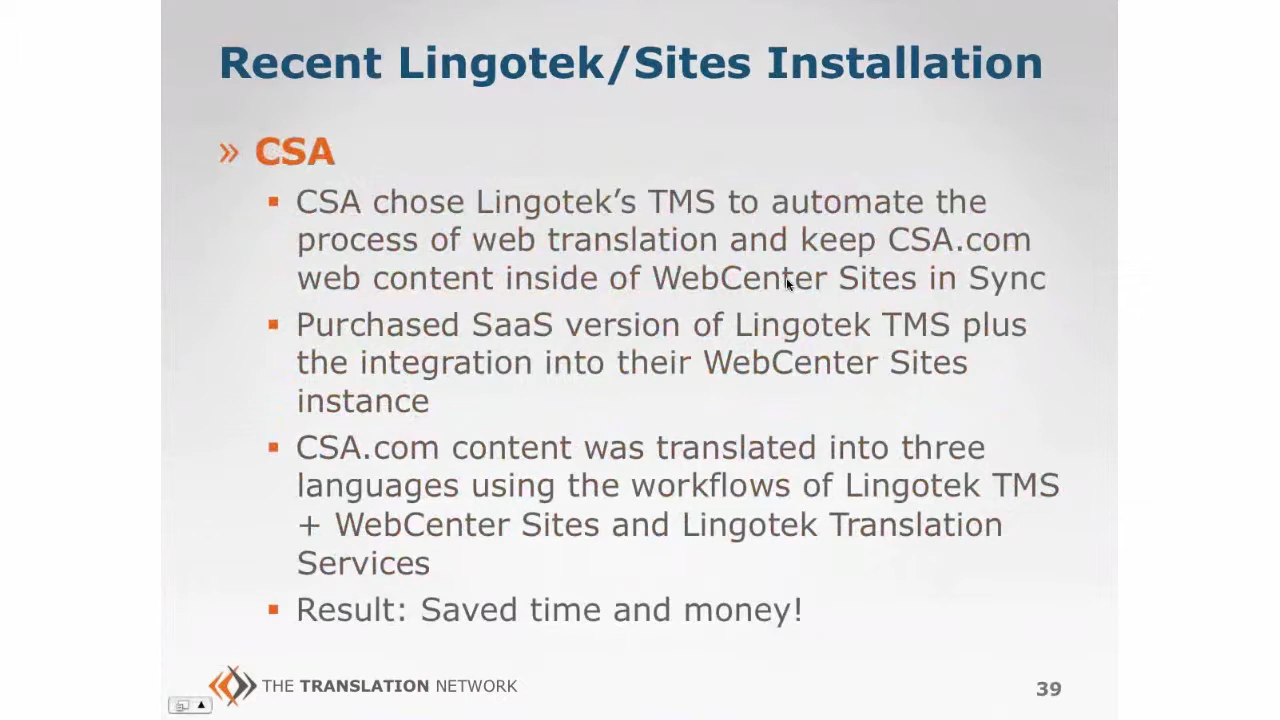 Recent Lingotek/Sites Installation
» CSA
▪ CSA chose Lingotek’s TMS to automate the
process of web translation and keep CSA.com
web content inside of WebCenter Sites in Sync
▪ Purchased SaaS version of Lingotek TMS plus
the integration into their WebCenter Sites
instance
▪ CSA.com content was translated into three
languages using the workflows of Lingotek TMS
+ WebCenter Sites and Lingotek Translation
Services
▪ Result: Saved time and money!
THE TRANSLATION NETWORK
39